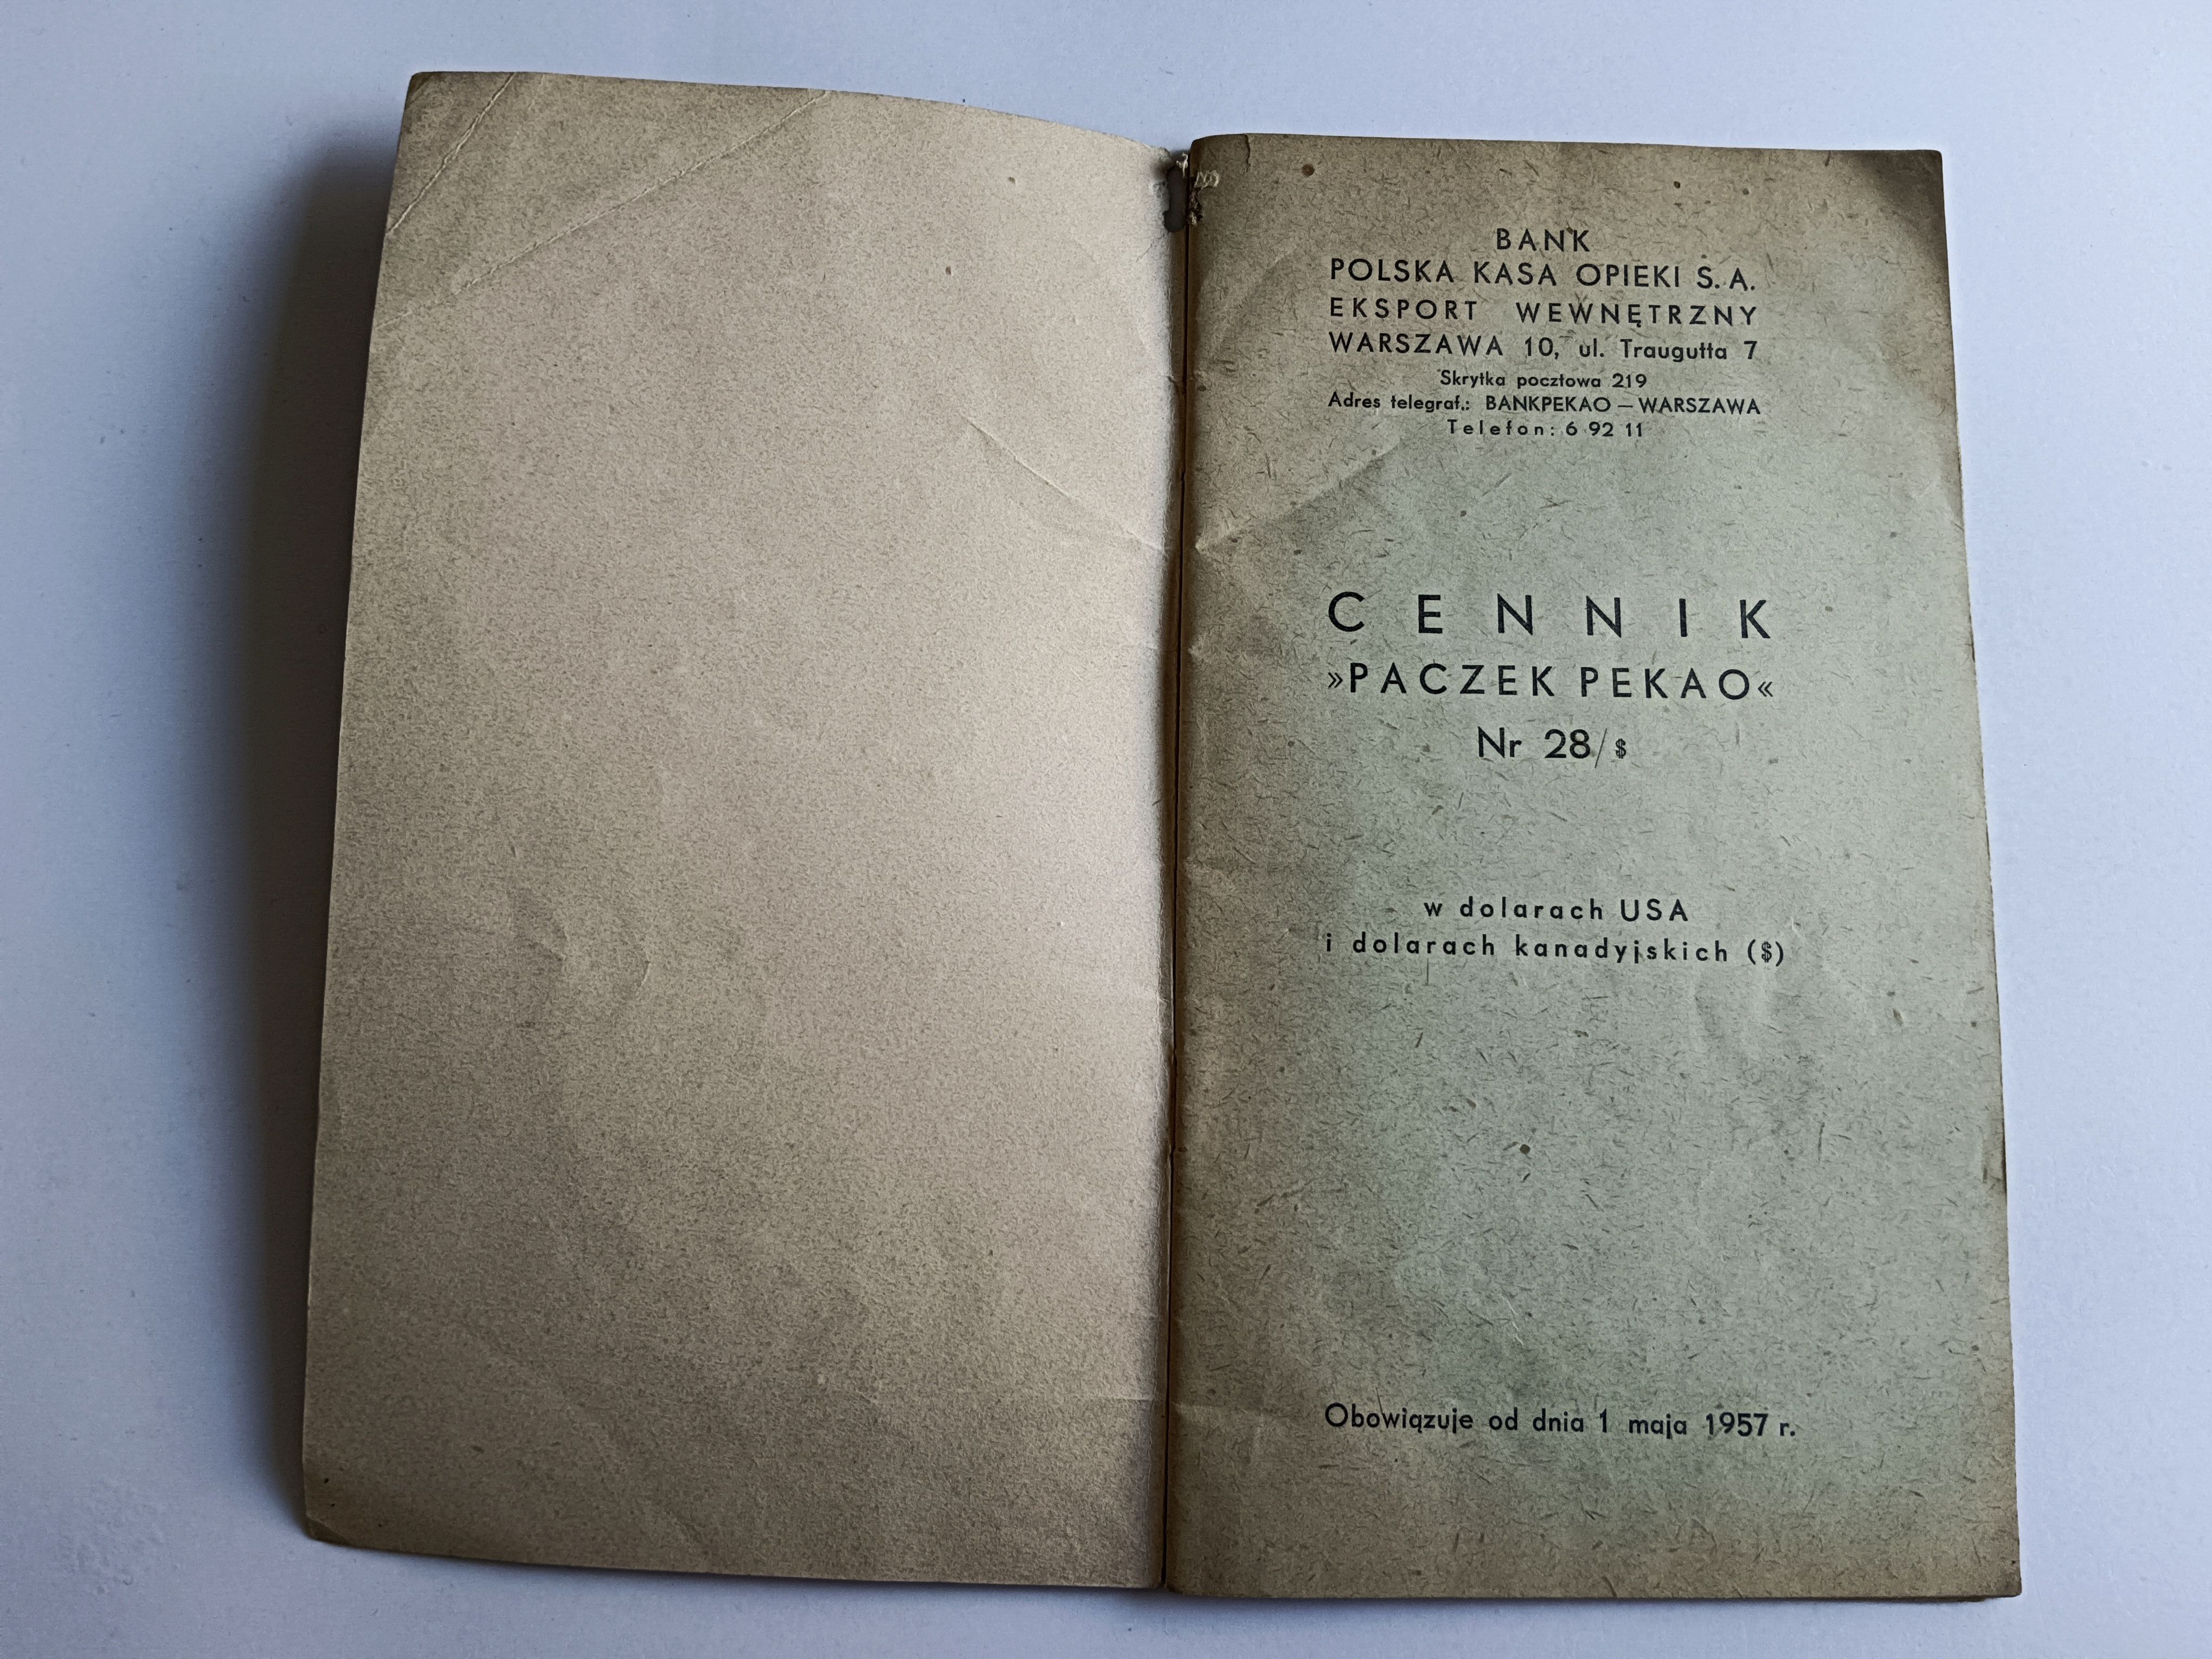 BANK
POLSKA KASA OPIEKI S. A.
EKSPORT WEWNĘTRZNY
WARSZAWA 10, ul. Traugutta 7
Skrytka pocztowa 219
Adres telegraf.: BANKPEKAO — WARSZAWA
Telefon: 6 92 11
CENNIK
»PACZEK PEKAO«
Nr 28/$
w dolarach USA
i dolarach kanadyjskich ($)
Obowiązuje od dnia 1 maja 1957 r.